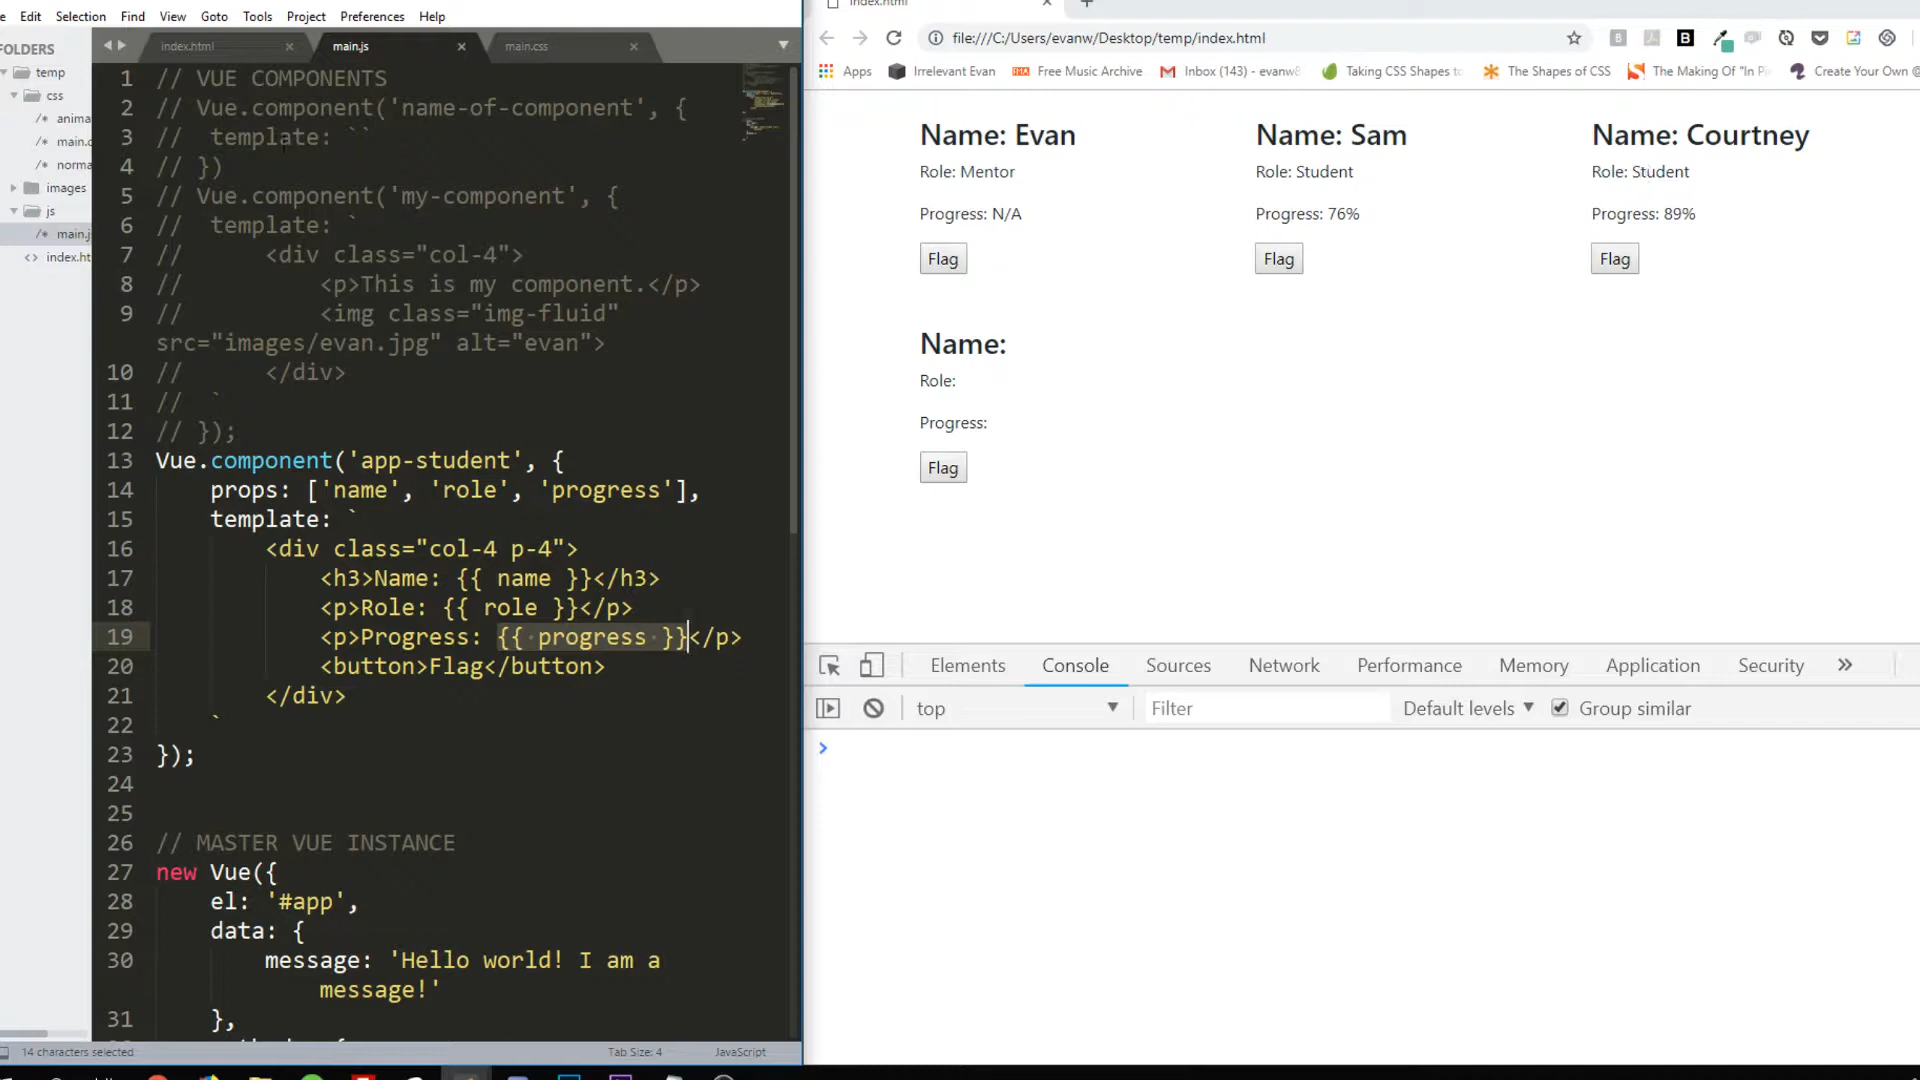 Edit Selection Find View Goto Tools Project Preferences Help
FOLDERS
temp
css
/* anima
/* main.c
/* norma
images
js
/* main.j
<> index.ht
index.html × main.js × main.css ×
1 // VUE COMPONENTS
2 // Vue.component('name-of-component', {
3 // template: ``
4 // })
5 // Vue.component('my-component', {
6 // template: `
7 // <div class="col-4">
8 // <p>This is my component.</p>
9 // <img class="img-fluid"
src="images/evan.jpg" alt="evan">
10 // </div>
11 // `
12 // });
13 Vue.component('app-student', {
14 props: ['name', 'role', 'progress'],
15 template: `
16 <div class="col-4 p-4">
17 <h3>Name: {{ name }}</h3>
18 <p>Role: {{ role }}</p>
19 <p>Progress: {{ progress }}</p>
20 <button>Flag</button>
21 </div>
22 `
23 });
24
25
26 // MASTER VUE INSTANCE
27 new Vue({
28 el: '#app',
29 data: {
30 message: 'Hello world! I am a
message!'
31 },
14 characters selected Tab Size: 4 JavaScript
index.html
file:///C:/Users/evanw/Desktop/temp/index.html
Apps Irrelevant Evan Free Music Archive Inbox (143) - evanw8 Taking CSS Shapes to The Shapes of CSS The Making Of "In P Create Your Own @
Name: Evan
Role: Mentor
Progress: N/A
Flag
Name: Sam
Role: Student
Progress: 76%
Flag
Name: Courtney
Role: Student
Progress: 89%
Flag
Name:
Role:
Progress:
Flag
Elements Console Sources Network Performance Memory Application Security »
top Filter Default levels Group similar
>